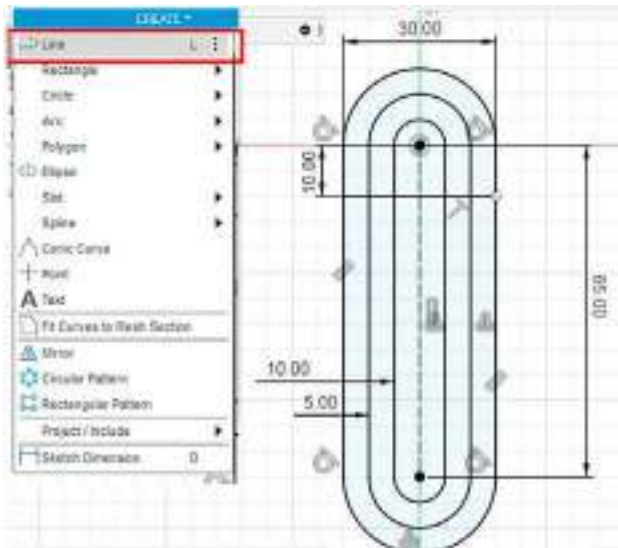 CREATE
Line L
Rectangle
Circle
Arc
Polygon
Ellipse
Slot
Spline
Conic Curve
Point
Text
Fit Curves to Mesh Section
Mirror
Circular Pattern
Rectangular Pattern
Project / Include
Sketch Dimension D
30.00
10.00
65.00
10.00
5.00